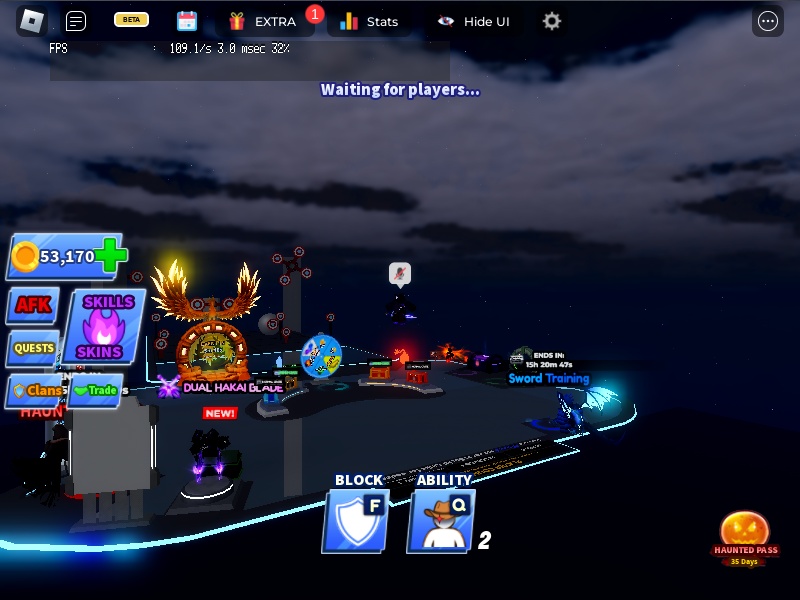 BETA
EXTRA
1
Stats
Hide UI
FPS : 109.1/s 3.0 msec 32%
Waiting for players...
53,170
AFK
SKILLS
SKINS
QUESTS
Clans
Trade
HAUN
DUAL HAKAI BLADE
NEW!
ENDS IN:
15h 20m 47s
Sword Training
BLOCK
F
ABILITY
Q
2
HAUNTED PASS
35 Days